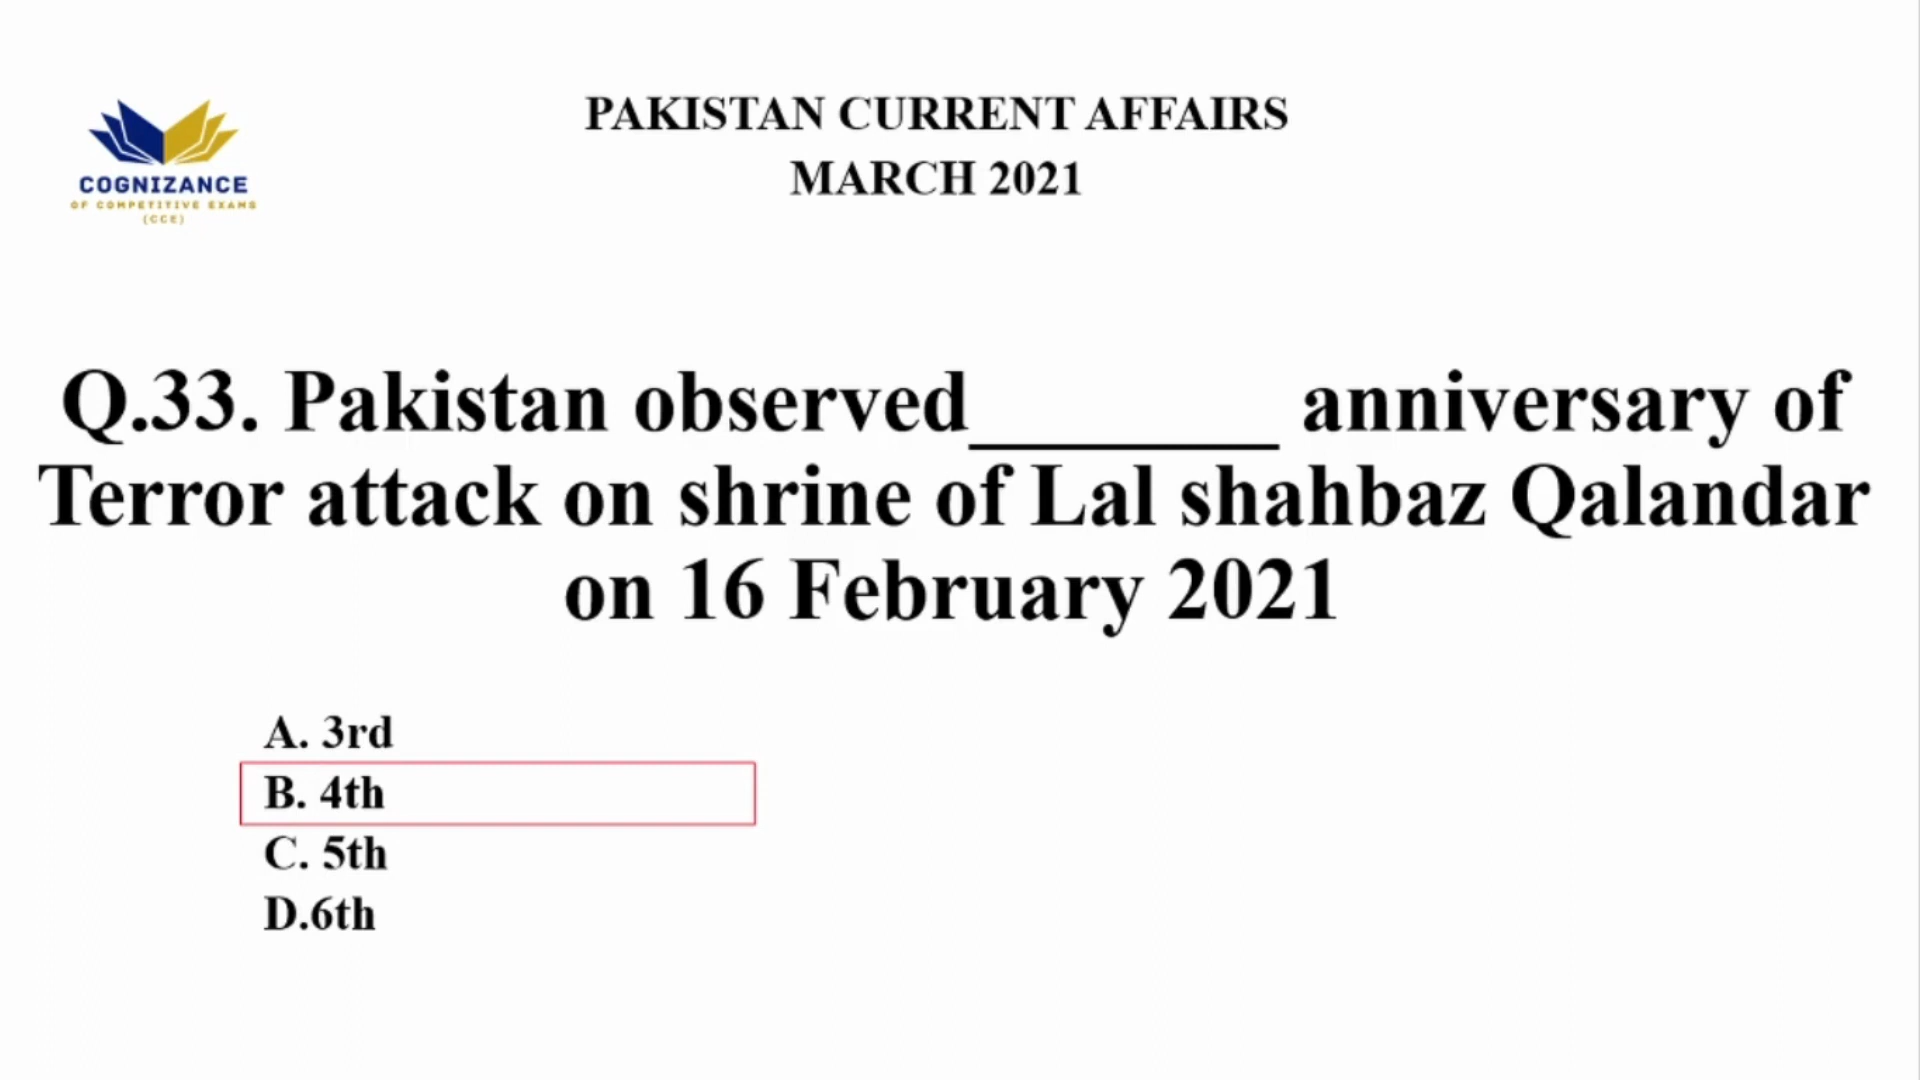 COGNIZANCE
OF COMPETITIVE EXAMS
(CCE)
PAKISTAN CURRENT AFFAIRS
MARCH 2021
Q.33. Pakistan observed________ anniversary of
Terror attack on shrine of Lal shahbaz Qalandar
on 16 February 2021
A. 3rd
B. 4th
C. 5th
D.6th